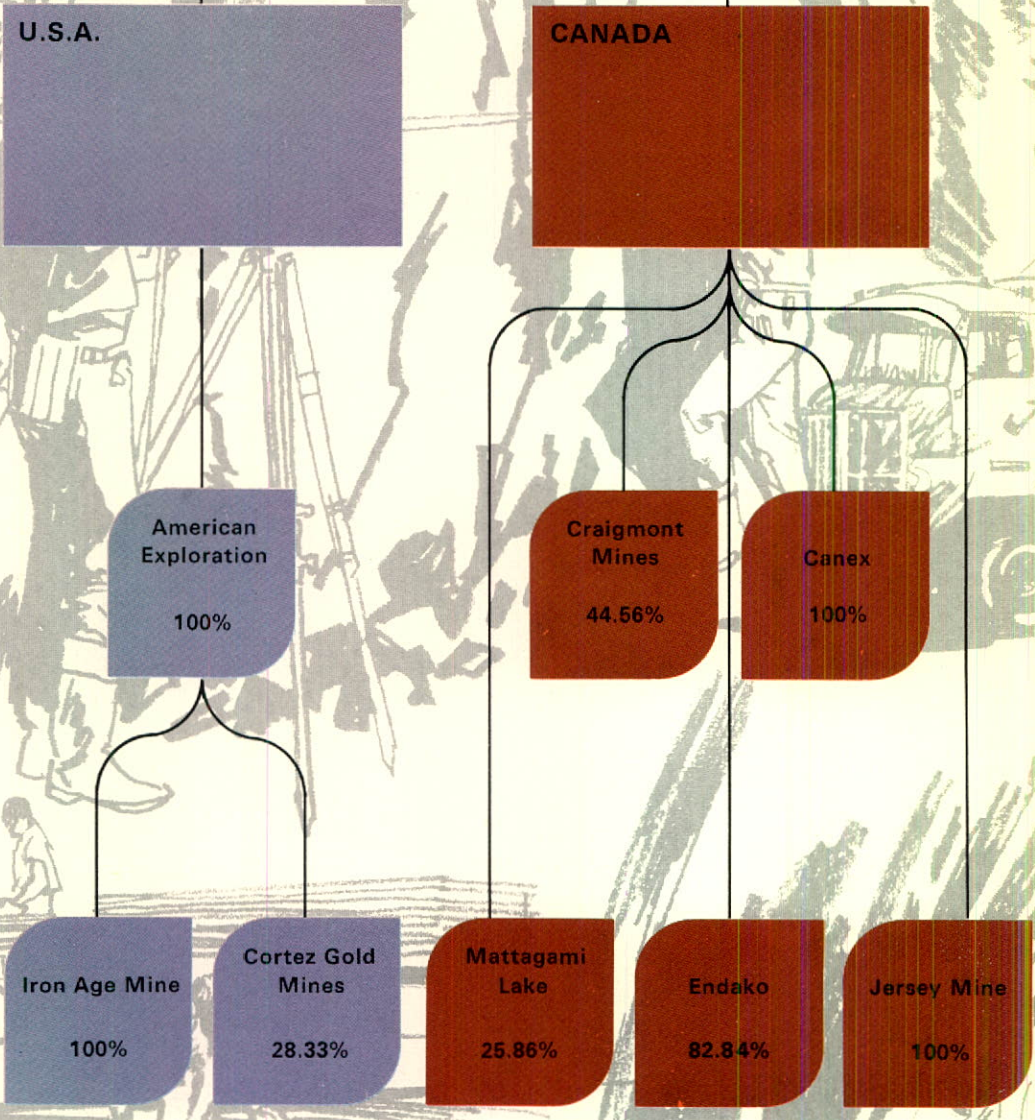 U.S.A.
CANADA
American
Exploration
100%
Craigmont
Mines
44.56%
Canex
100%
Iron Age Mine
100%
Cortez Gold
Mines
28.33%
Mattagami
Lake
25.86%
Endako
82.84%
Jersey Mine
100%